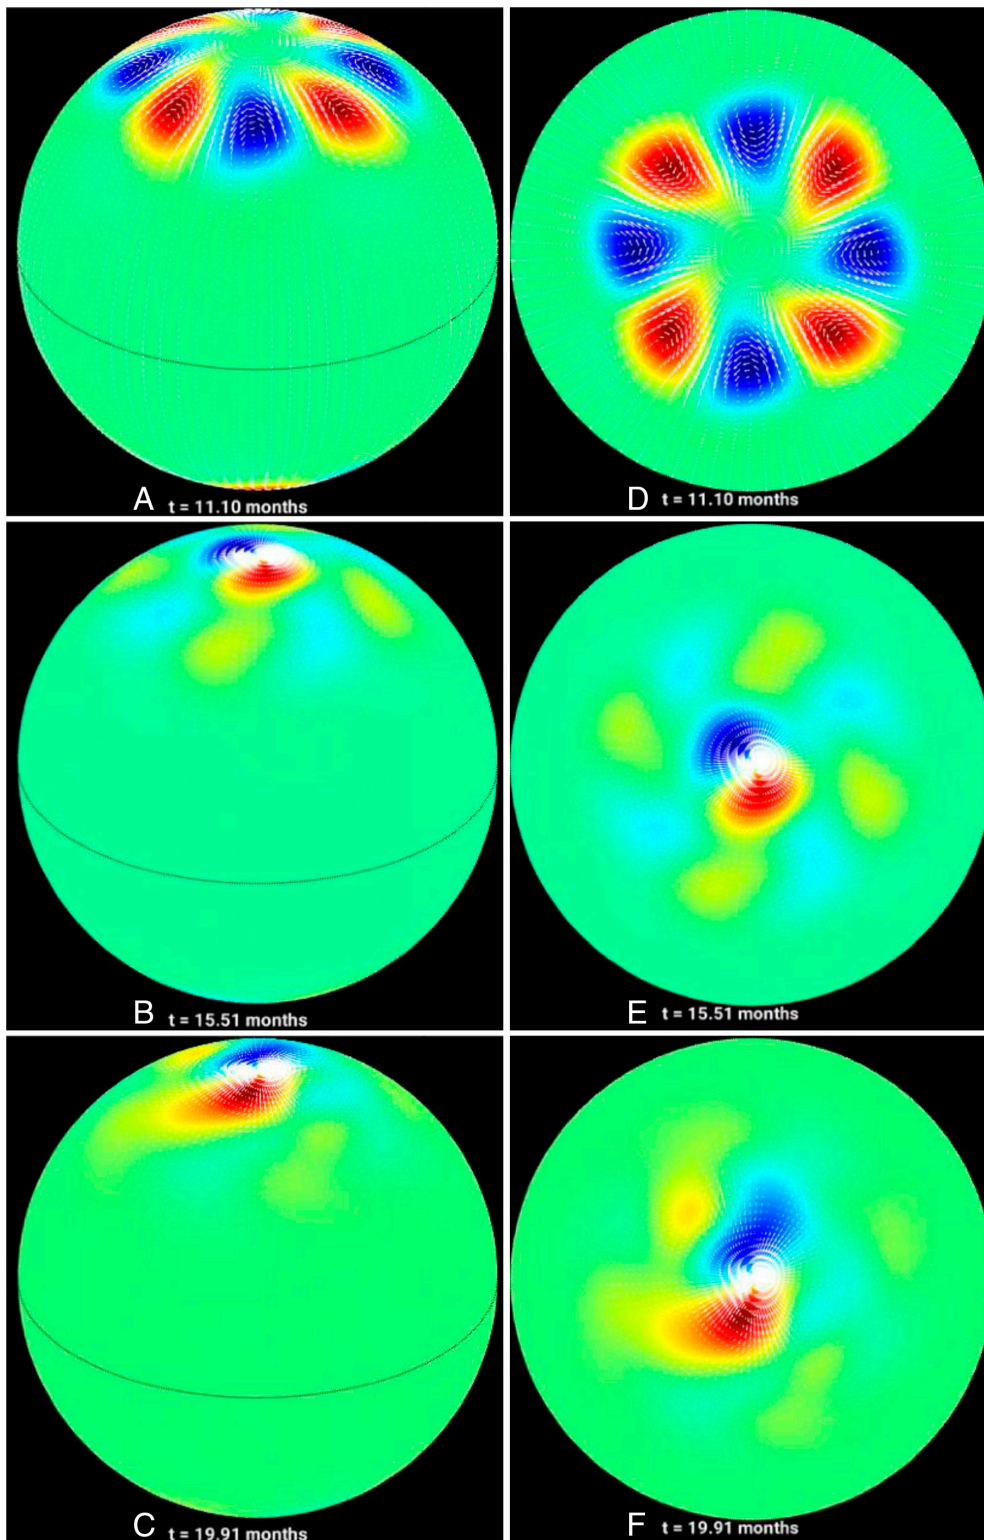 A t = 11.10 months
D t = 11.10 months
B t = 15.51 months
E t = 15.51 months
C t = 19.91 months
F t = 19.91 months